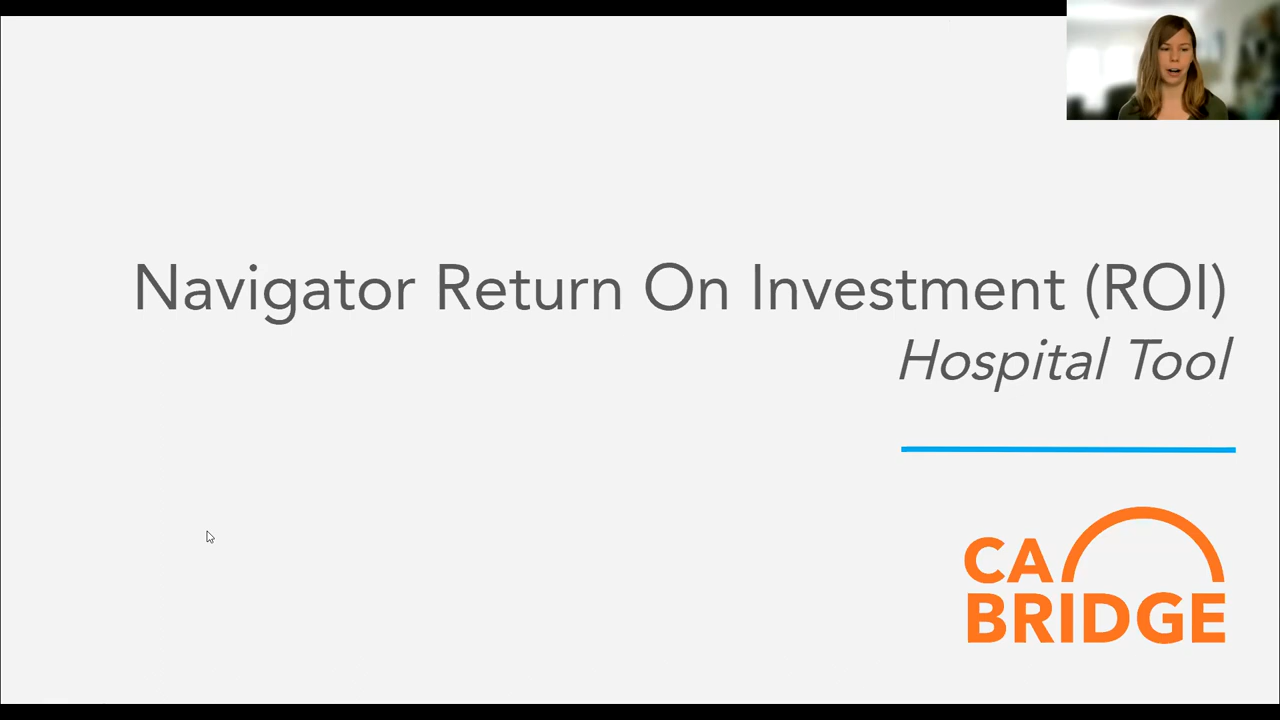 Navigator Return On Investment (ROI)
Hospital Tool
CA
BRIDGE